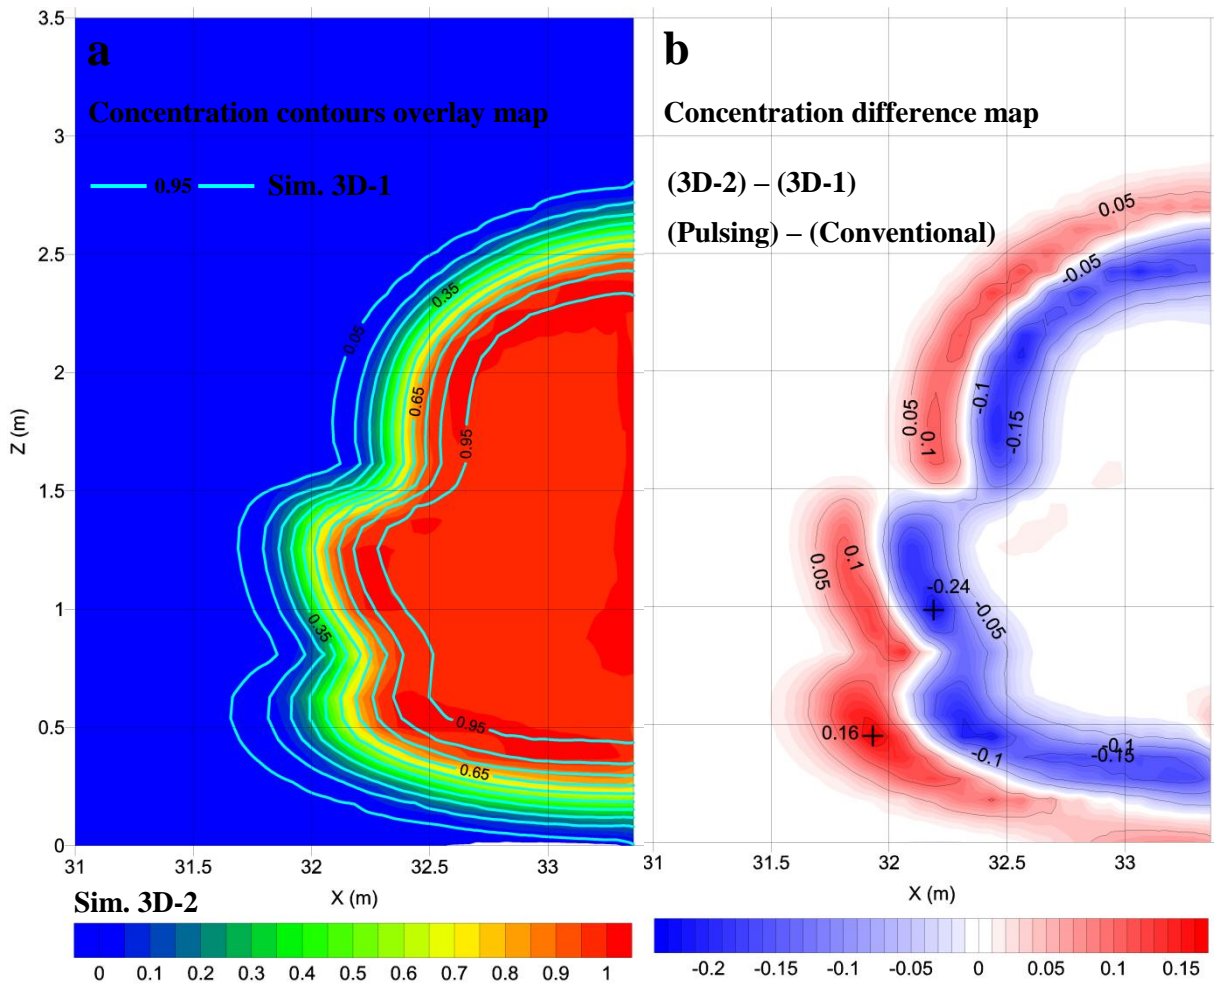 a
Concentration contours overlay map
0.95 Sim. 3D-1
3.5
3
2.5
2
1.5
1
0.5
0
Z (m)
0.05
0.35
0.65
0.95
0.35
0.95
0.65
31 31.5 32 32.5 33
X (m)
Sim. 3D-2
0 0.1 0.2 0.3 0.4 0.5 0.6 0.7 0.8 0.9 1
b
Concentration difference map
(3D-2) – (3D-1)
(Pulsing) – (Conventional)
0.05
-0.05
-0.1
0.05
0.1
-0.15
0.1
0.05
-0.24
-0.05
0.16
-0.1
-0.1
-0.15
31 31.5 32 32.5 33
X (m)
-0.2 -0.15 -0.1 -0.05 0 0.05 0.1 0.15